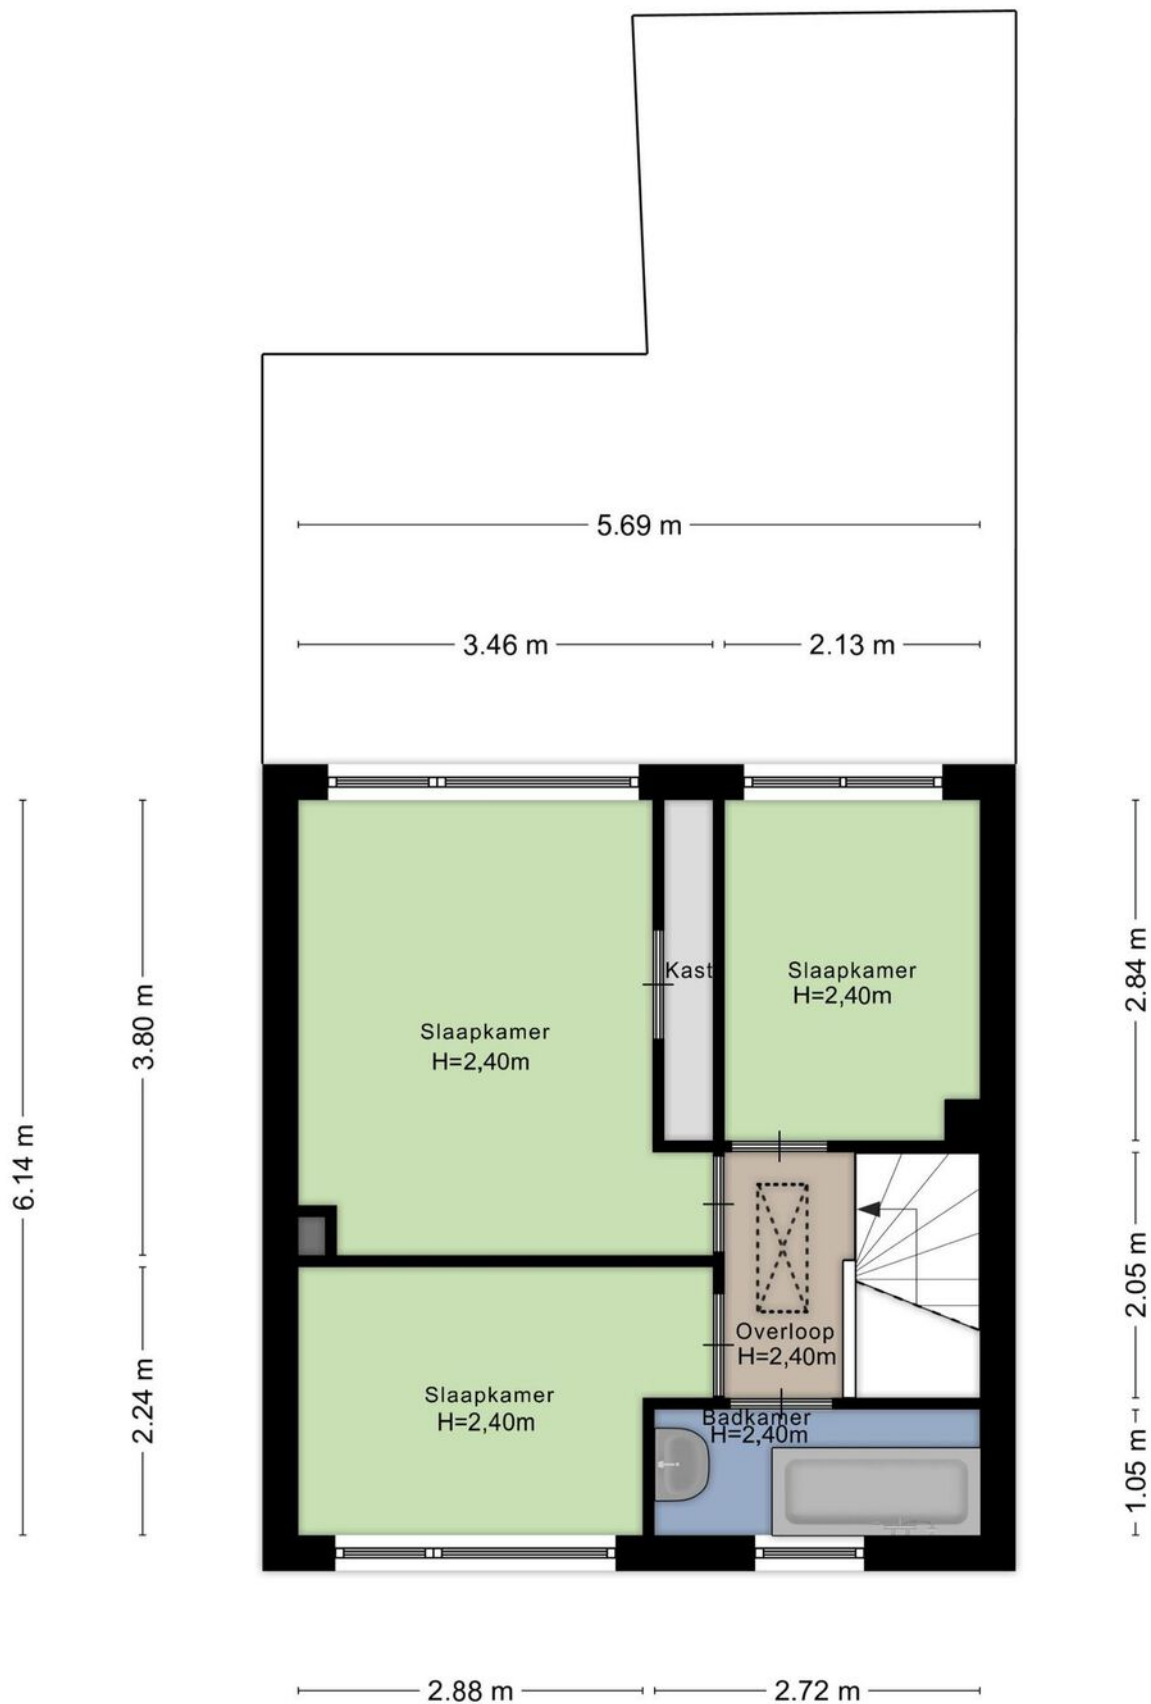 5.69 m
3.46 m
2.13 m
6.14 m
3.80 m
2.24 m
Slaapkamer
H=2,40m
Kast
Slaapkamer
H=2,40m
2.84 m
2.05 m
1.05 m
Overloop
H=2,40m
Slaapkamer
H=2,40m
Badkamer
H=2,40m
2.88 m
2.72 m